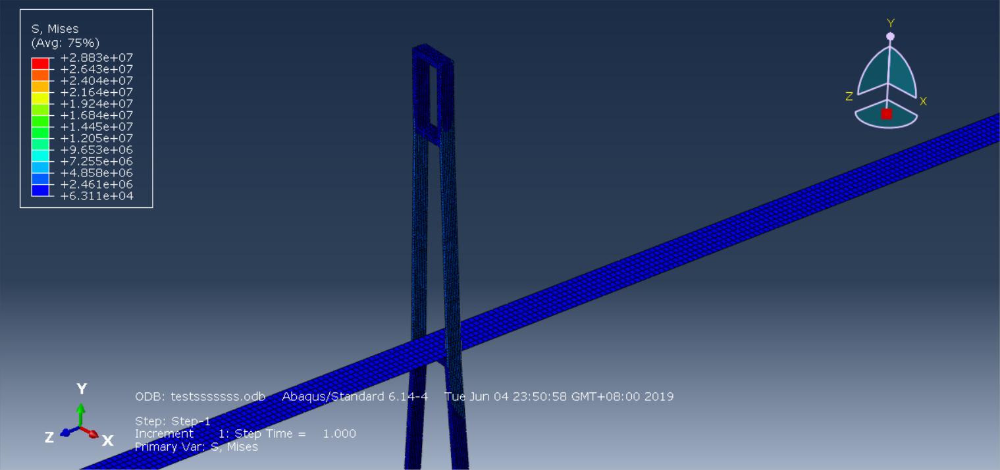 S, Mises
(Avg: 75%)
+2.883e+07
+2.643e+07
+2.404e+07
+2.164e+07
+1.924e+07
+1.684e+07
+1.445e+07
+1.205e+07
+9.653e+06
+7.255e+06
+4.858e+06
+2.461e+06
+6.311e+04
Y
Z X
Y
Z X
ODB: testsssssss.odb Abaqus/Standard 6.14-4 Tue Jun 04 23:50:58 GMT+08:00 2019
Step: Step-1
Increment 1: Step Time = 1.000
Primary Var: S, Mises